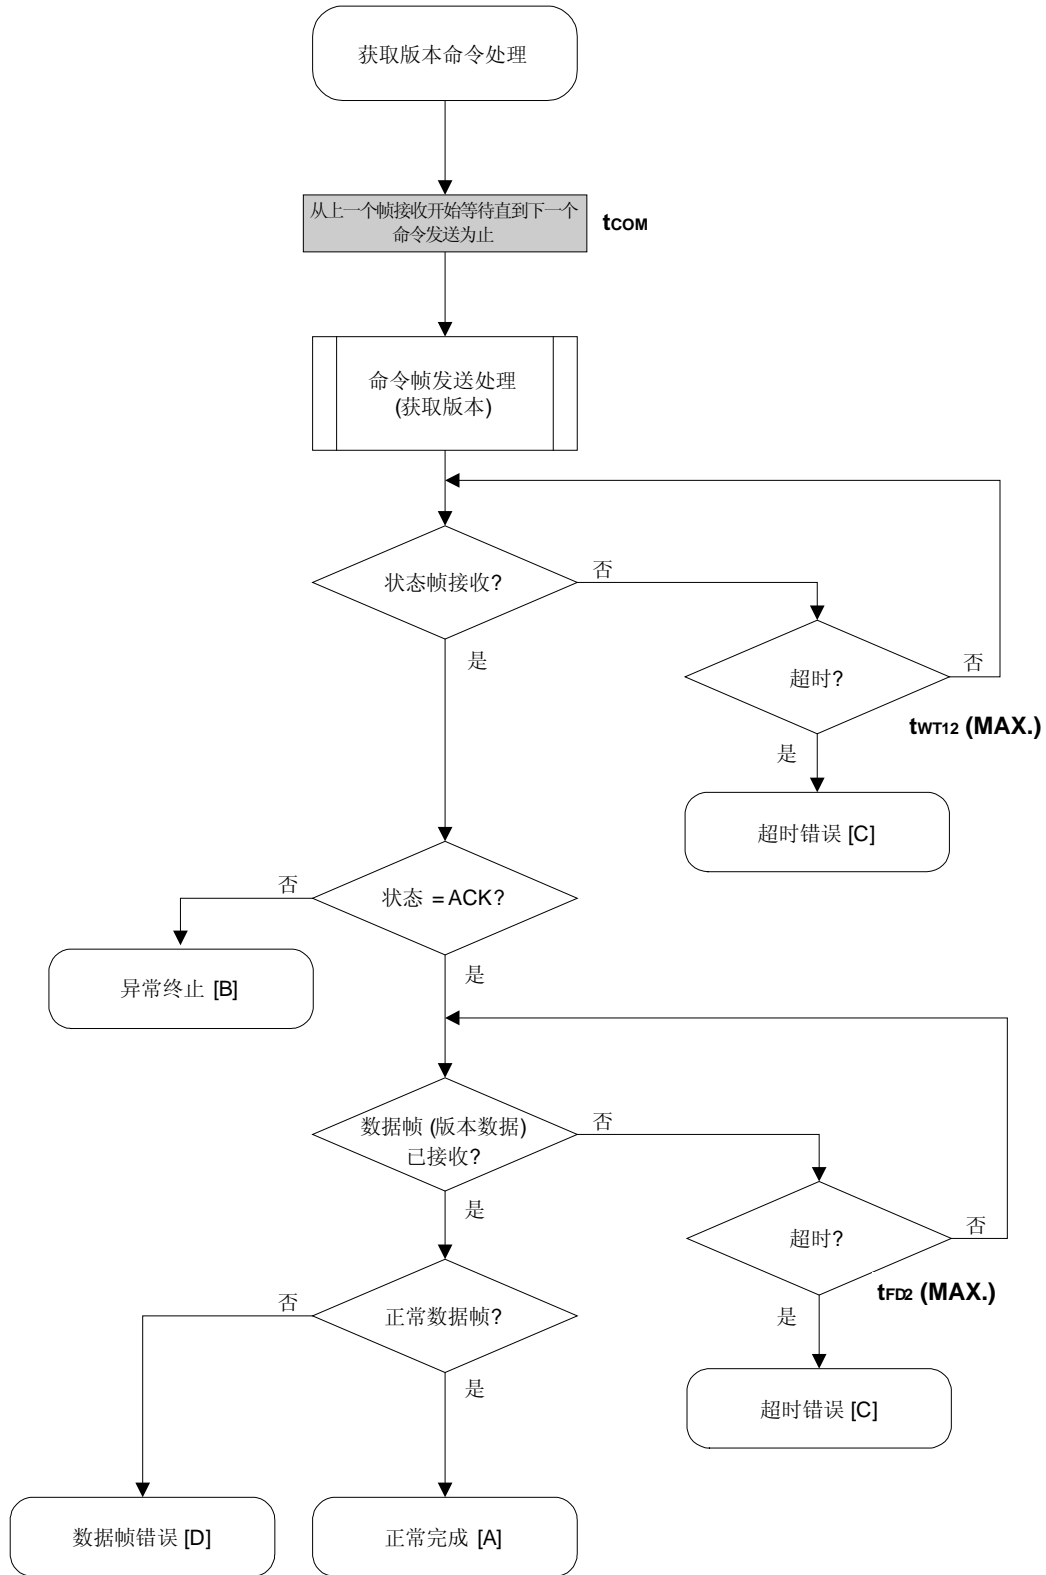 获取版本命令处理
从上一个帧接收开始等待直到下一个
命令发送为止
tCOM
命令帧发送处理
(获取版本)
状态帧接收?
否
是
超时?
否
tWT12 (MAX.)
是
超时错误 [C]
状态 = ACK?
否
是
异常终止 [B]
数据帧 (版本数据)
已接收?
否
是
超时?
否
tFD2 (MAX.)
是
超时错误 [C]
正常数据帧?
否
是
数据帧错误 [D]
正常完成 [A]